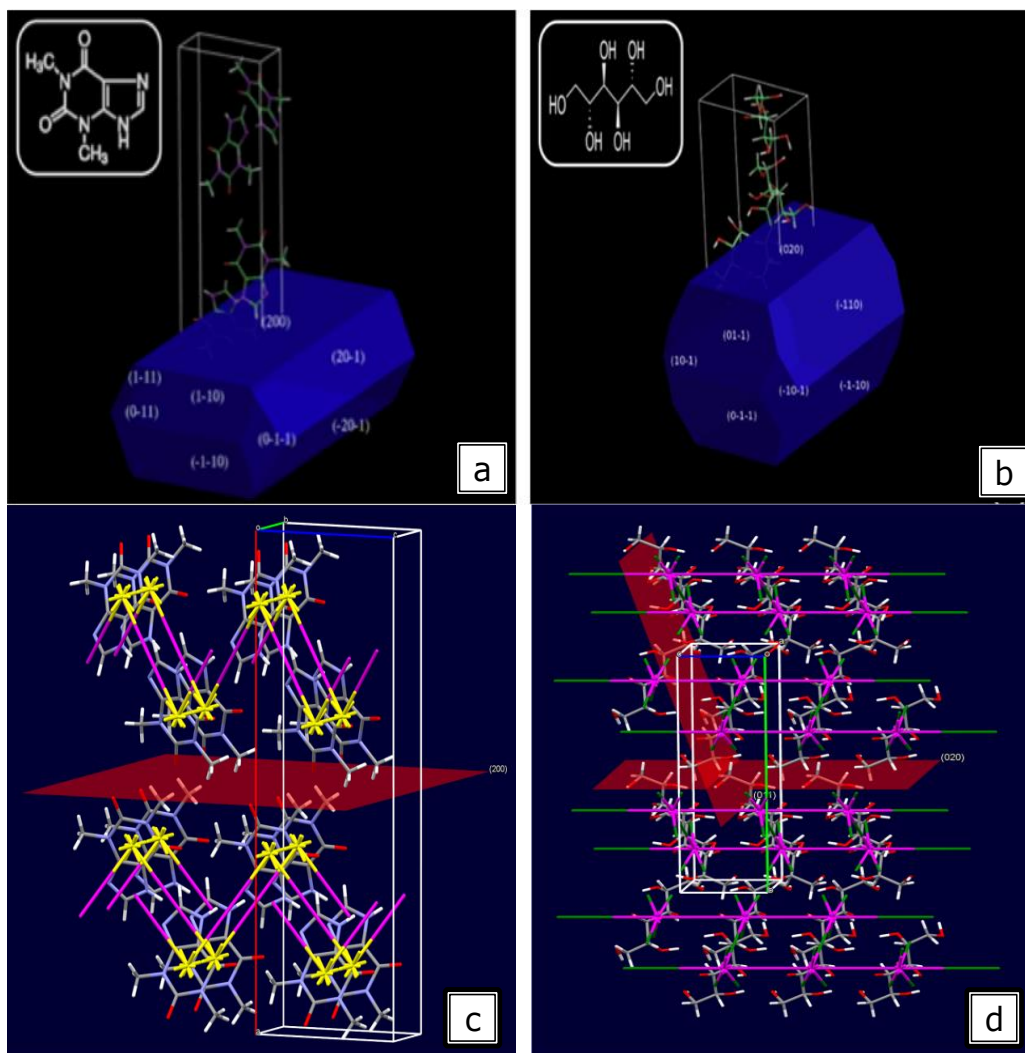 O
H₃C
N
N
O
N
N
H
CH₃
(200)
(20-1)
(1-11)
(1-10)
(0-11)
(-20-1)
(0-1-1)
(-1-10)
a
OH
OH
HO
OH
OH
OH
(020)
(-110)
(01-1)
(10-1)
(-10-1)
(-1-10)
(0-1-1)
b
o
b
c
(200)
a
c
a
o
c
(020)
(011)
b
d